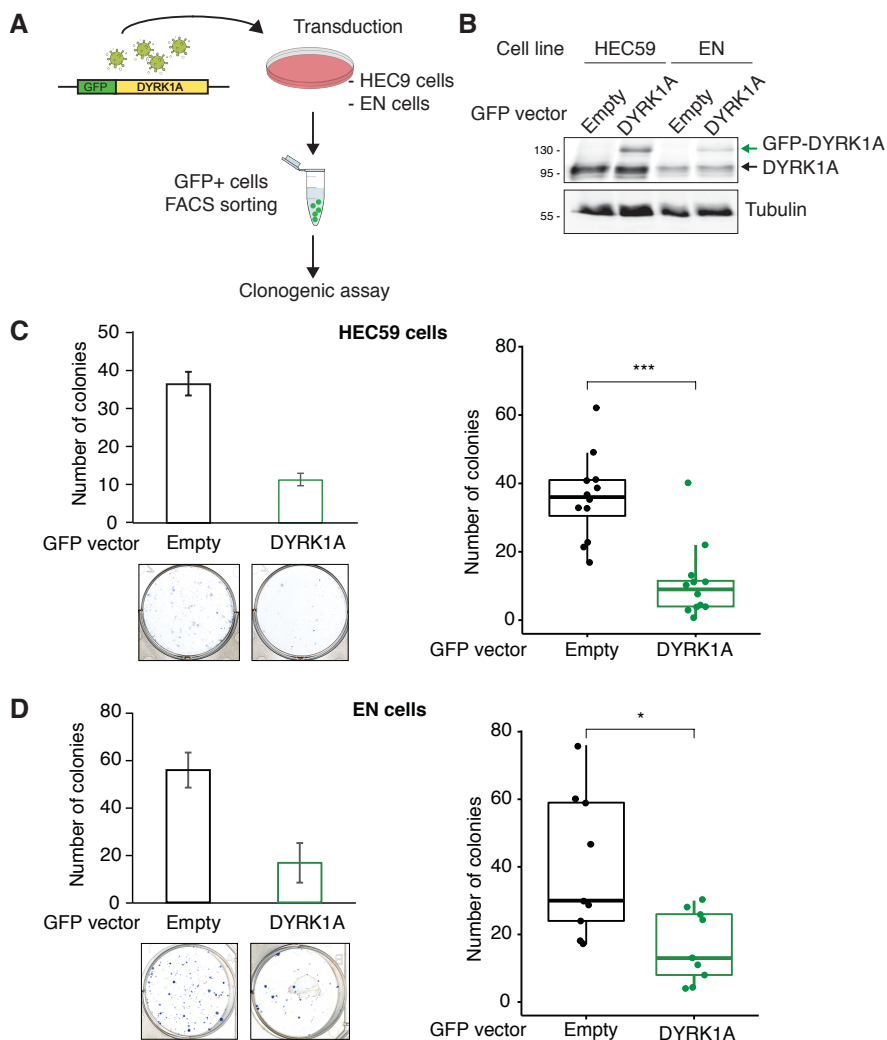 A
Transduction
GFP
DYRK1A
- HEC9 cells
- EN cells
GFP+ cells
FACS sorting
Clonogenic assay
B
Cell line
HEC59
EN
GFP vector
Empty
DYRK1A
Empty
DYRK1A
130 -
95 -
GFP-DYRK1A
DYRK1A
55 -
Tubulin
C
HEC59 cells
Number of colonies
50
40
30
20
10
0
GFP vector
Empty
DYRK1A
Number of colonies
80
60
40
20
0
***
GFP vector
Empty
DYRK1A
D
EN cells
Number of colonies
80
60
40
20
0
GFP vector
Empty
DYRK1A
Number of colonies
80
60
40
20
0
*
GFP vector
Empty
DYRK1A